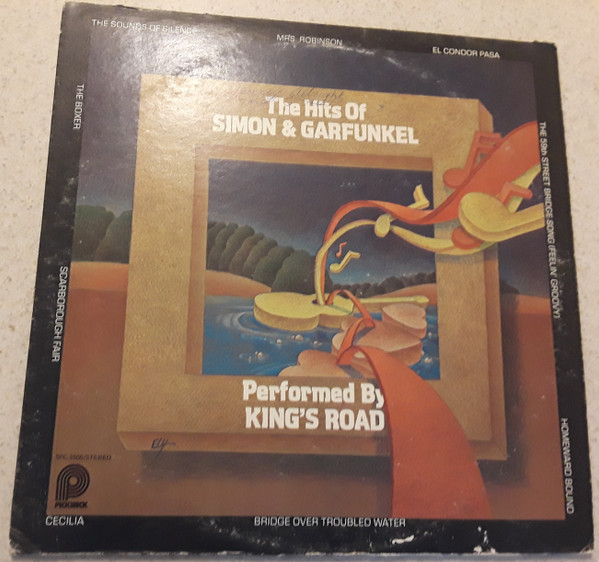 THE SOUNDS OF SILENCE
MRS. ROBINSON
EL CONDOR PASA
THE BOXER
The Hits Of
SIMON & GARFUNKEL
THE 59th STREET BRIDGE SONG (FEELIN' GROOVY)
SCARBOROUGH FAIR
Performed By
KING'S ROAD
HOMEWARD BOUND
SPC-3506/STEREO
PICKWICK
CECILIA
BRIDGE OVER TROUBLED WATER